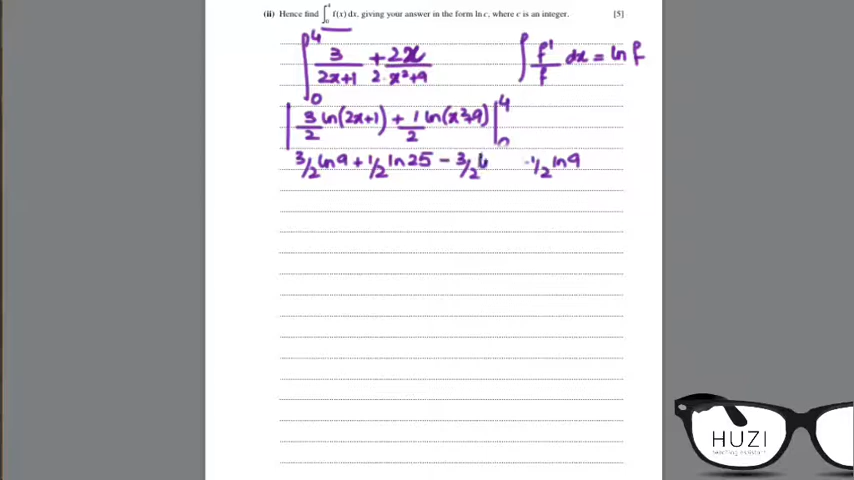 (ii) Hence find ∫₀⁴ f(x) dx, giving your answer in the form ln c, where c is an integer. [5]
∫₀⁴ 3/(2x+1) + 2x/(2·x²+9)    ∫ f'/f dx = ln f
| 3/2 ln(2x+1) + 1/2 ln(x²+9) |₀⁴
3/2 ln9 + 1/2 ln25 − 3/2 - 1/2 ln9
HUZI
teaching assistant